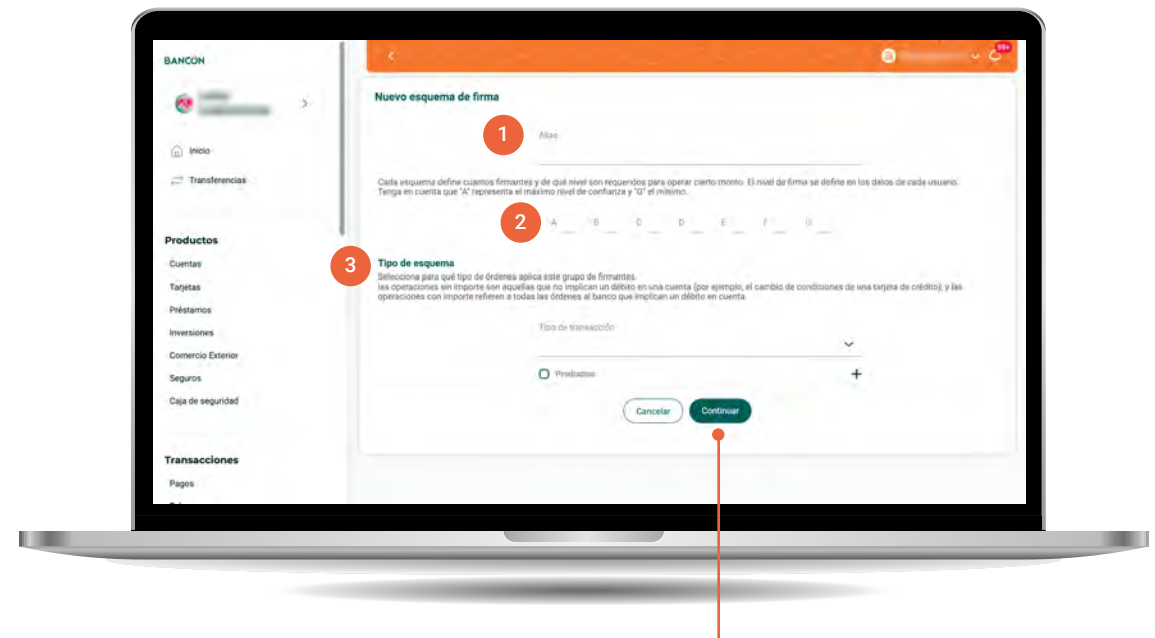 BANCON
99+
Inicio
Transferencias
Productos
Cuentas
Tarjetas
Préstamos
Inversiones
Comercio Exterior
Seguros
Caja de seguridad
Transacciones
Pagos
Nuevo esquema de firma
1
Alias
Cada esquema define cuantos firmantes y de qué nivel son requeridos para operar cierto monto. El nivel de firma se define en los datos de cada usuario.
Tenga en cuenta que "A" representa el máximo nivel de confianza y "G" el mínimo.
2
A B C D E F G
3
Tipo de esquema
Selecciona para qué tipo de órdenes aplica este grupo de firmantes.
las operaciones sin importe son aquellas que no implican un débito en una cuenta (por ejemplo, el cambio de condiciones de una tarjeta de crédito); y las
operaciones con importe refieren a todas las órdenes al banco que implican un débito en cuenta.
Tipo de transacción
Productos
Cancelar
Continuar